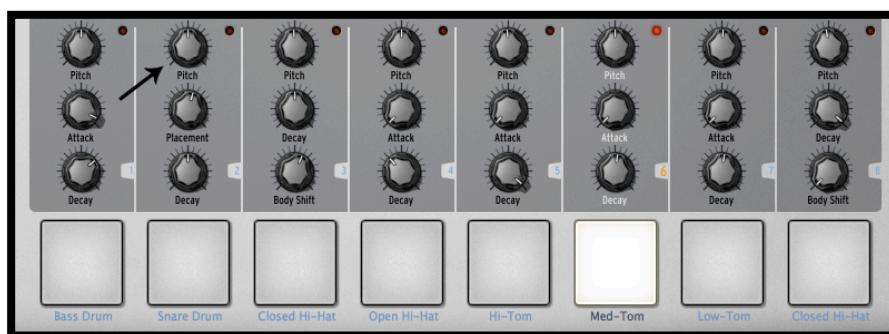 Pitch Pitch Pitch Pitch Pitch Pitch Pitch Pitch
Attack Placement Decay Attack Attack Attack Attack Decay
1 2 3 4 5 6 7 8
Decay Decay Body Shift Decay Decay Decay Decay Body Shift
Bass Drum Snare Drum Closed Hi-Hat Open Hi-Hat Hi-Tom Med-Tom Low-Tom Closed Hi-Hat